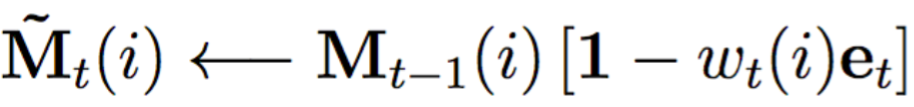 M̃ₜ(i) ⟵ Mₜ₋₁(i) [1 − wₜ(i)eₜ]